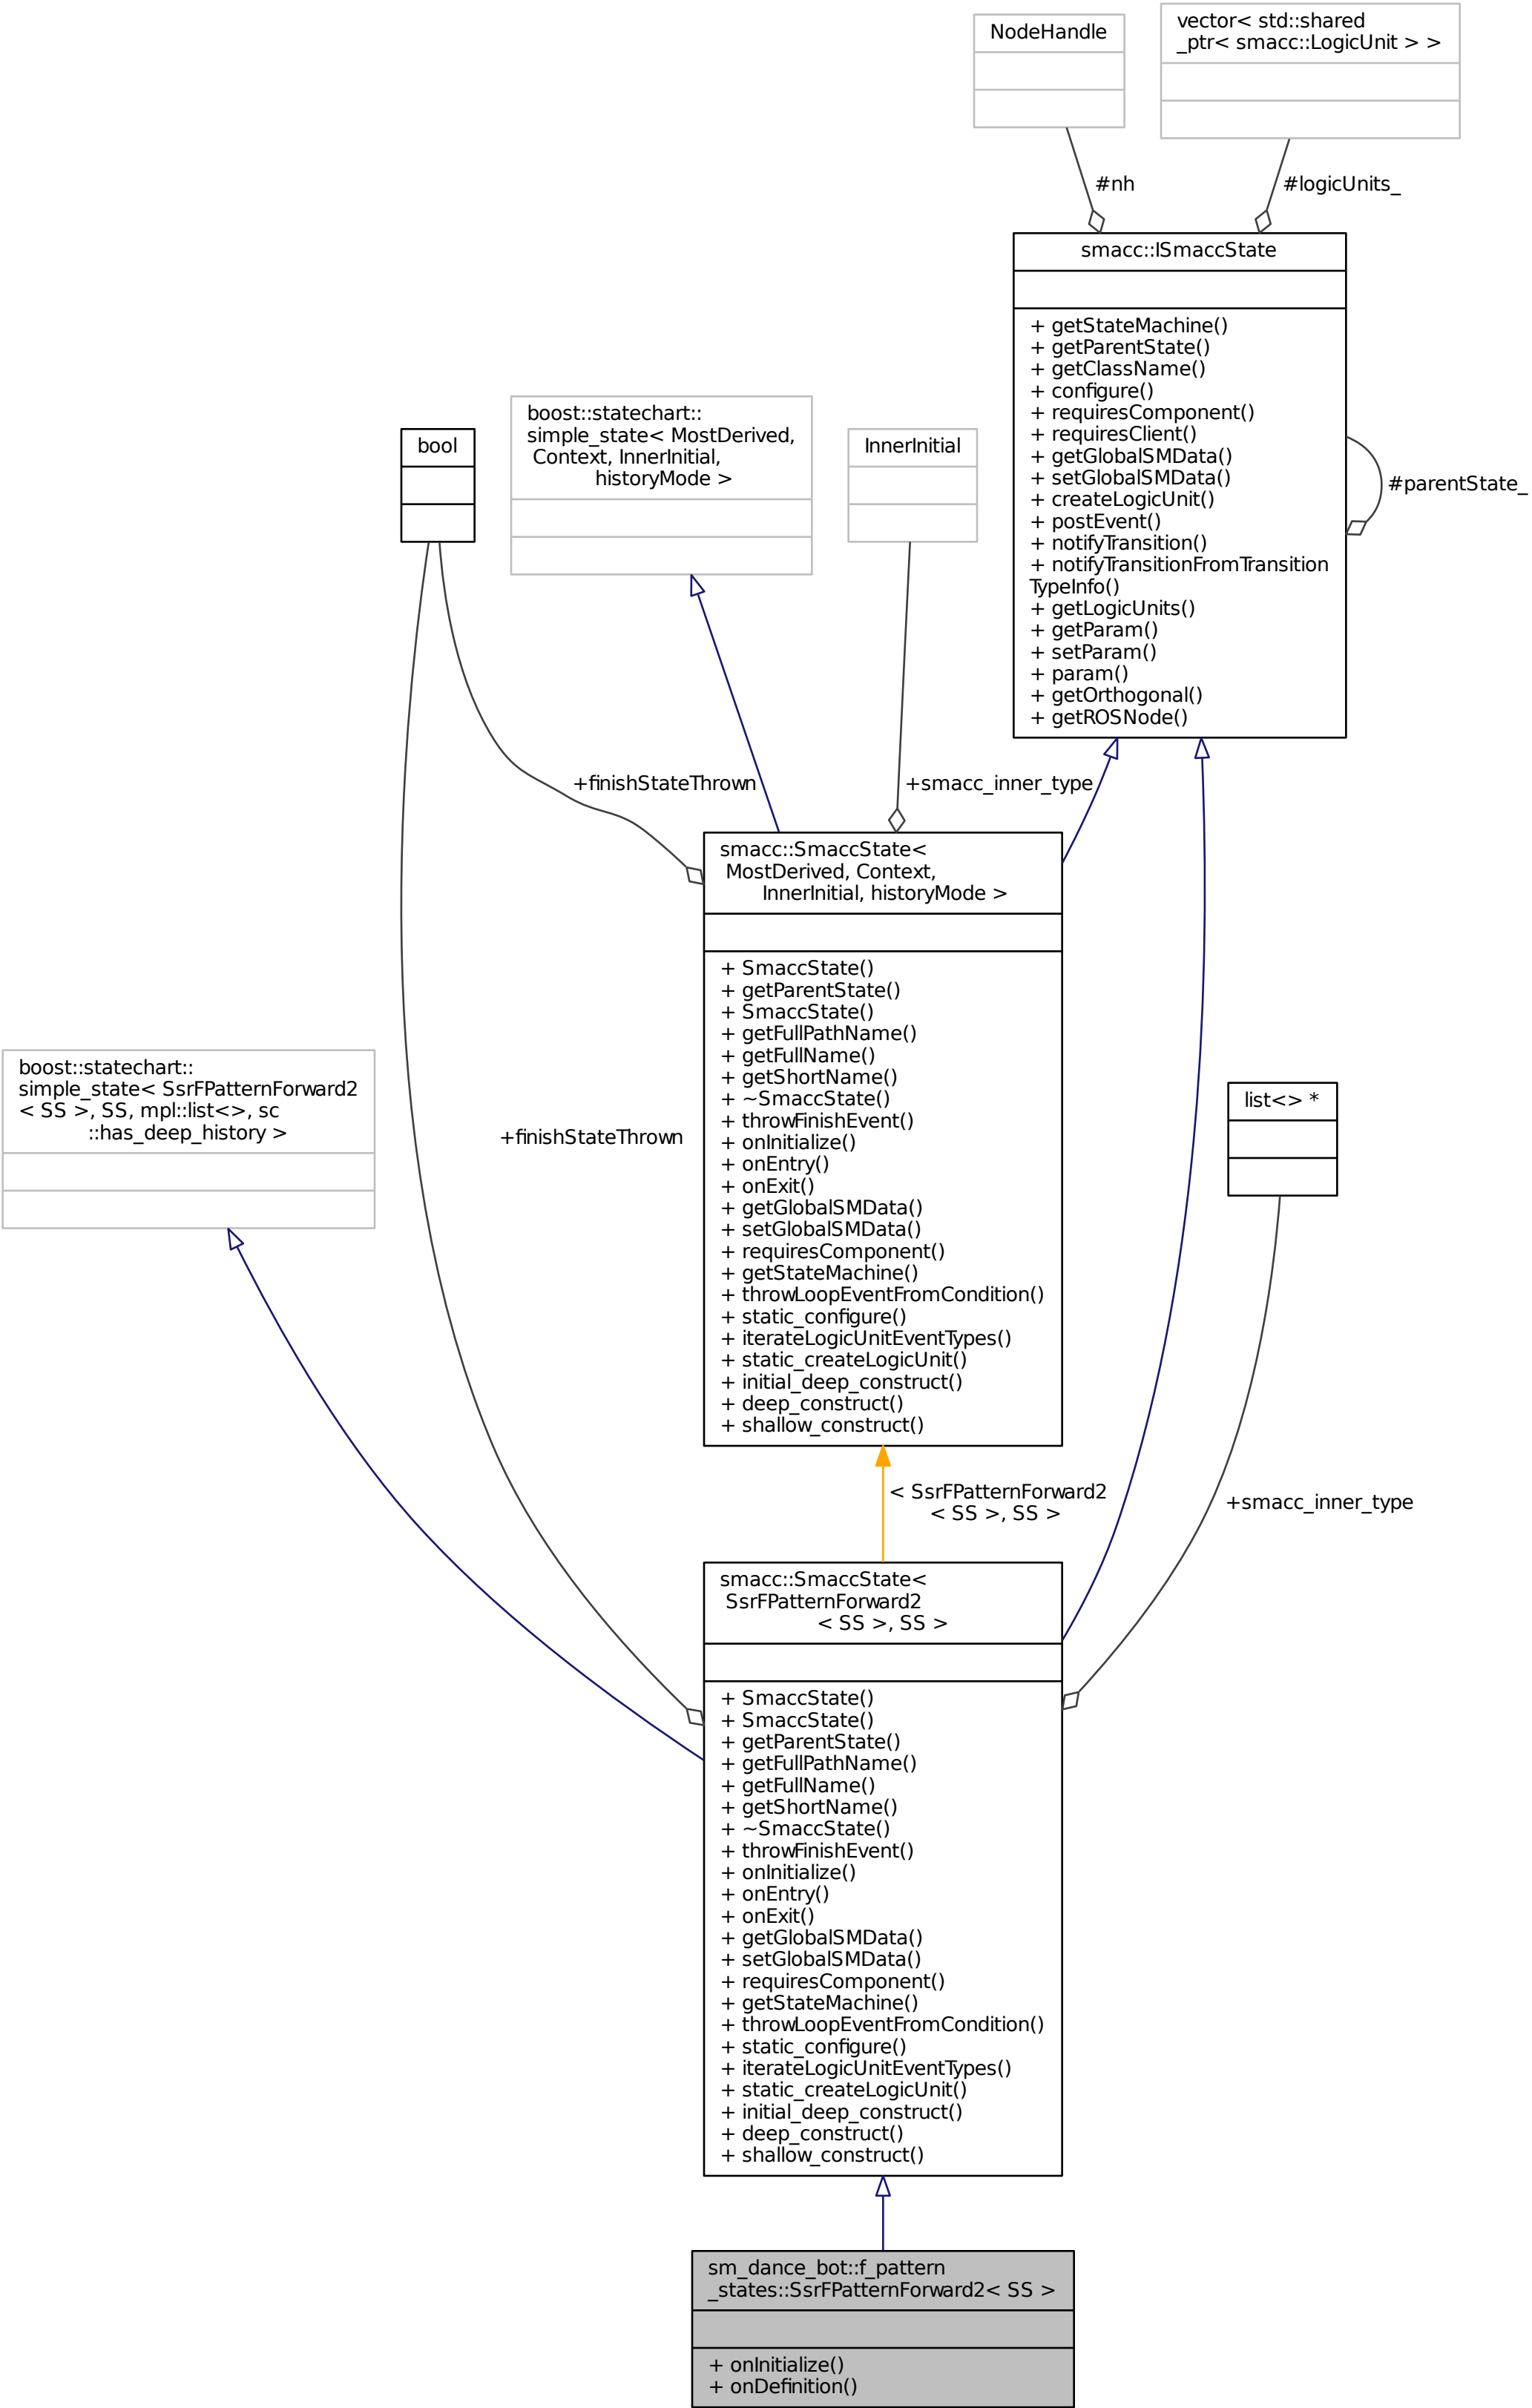 NodeHandle
vector< std::shared
_ptr< smacc::LogicUnit > >
#nh
#logicUnits_
smacc::ISmaccState
+ getStateMachine()
+ getParentState()
+ getClassName()
+ configure()
+ requiresComponent()
+ requiresClient()
+ getGlobalSMData()
+ setGlobalSMData()
+ createLogicUnit()
+ postEvent()
+ notifyTransition()
+ notifyTransitionFromTransition
TypeInfo()
+ getLogicUnits()
+ getParam()
+ setParam()
+ param()
+ getOrthogonal()
+ getROSNode()
#parentState_
bool
boost::statechart::
simple_state< MostDerived,
Context, InnerInitial,
historyMode >
InnerInitial
+finishStateThrown
+smacc_inner_type
smacc::SmaccState<
MostDerived, Context,
InnerInitial, historyMode >
+ SmaccState()
+ getParentState()
+ SmaccState()
+ getFullPathName()
+ getFullName()
+ getShortName()
+ ~SmaccState()
+ throwFinishEvent()
+ onInitialize()
+ onEntry()
+ onExit()
+ getGlobalSMData()
+ setGlobalSMData()
+ requiresComponent()
+ getStateMachine()
+ throwLoopEventFromCondition()
+ static_configure()
+ iterateLogicUnitEventTypes()
+ static_createLogicUnit()
+ initial_deep_construct()
+ deep_construct()
+ shallow_construct()
boost::statechart::
simple_state< SsrFPatternForward2
< SS >, SS, mpl::list<>, sc
::has_deep_history >
+finishStateThrown
list<> *
< SsrFPatternForward2
< SS >, SS >
+smacc_inner_type
smacc::SmaccState<
SsrFPatternForward2
< SS >, SS >
+ SmaccState()
+ SmaccState()
+ getParentState()
+ getFullPathName()
+ getFullName()
+ getShortName()
+ ~SmaccState()
+ throwFinishEvent()
+ onInitialize()
+ onEntry()
+ onExit()
+ getGlobalSMData()
+ setGlobalSMData()
+ requiresComponent()
+ getStateMachine()
+ throwLoopEventFromCondition()
+ static_configure()
+ iterateLogicUnitEventTypes()
+ static_createLogicUnit()
+ initial_deep_construct()
+ deep_construct()
+ shallow_construct()
sm_dance_bot::f_pattern
_states::SsrFPatternForward2< SS >
+ onInitialize()
+ onDefinition()